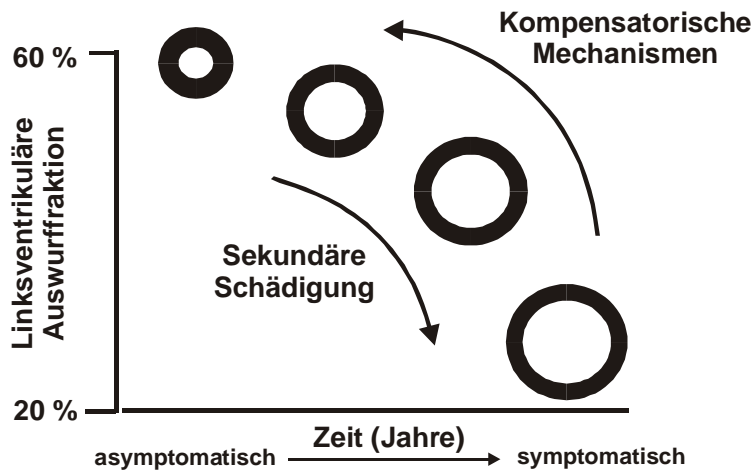 Kompensatorische
Mechanismen
60 %
Linksventrikuläre
Auswurffraktion
Sekundäre
Schädigung
20 %
Zeit (Jahre)
asymptomatisch
symptomatisch